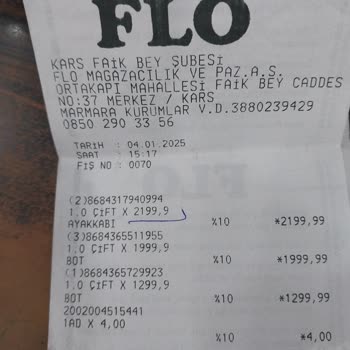 FLO
KARS FAİK BEY ŞUBESİ
FLO MAĞAZACILIK VE PAZ.A.Ş.
ORTAKAPI MAHALLESİ FAİK BEY CADDES
NO:37 MERKEZ / KARS
MARMARA KURUMLAR V.D.3880239429
0850 290 33 56
TARİH : 04.01.2025
SAAT : 15:17
FİŞ NO : 0070
(2)8684317940994
1.0 ÇİFT X 2199,9
AYAKKABI %10 *2199,99
(3)8684365511955
1.0 ÇİFT X 1999,9
BOT %10 *1999,99
(1)8684365729923
1.0 ÇİFT X 1299,9
BOT %10 *1299,99
2002004515441
1AD X 4,00
%10 *4,00